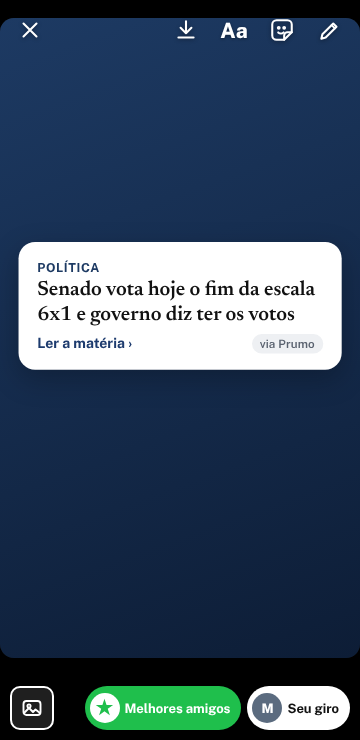 Aa
POLÍTICA
Senado vota hoje o fim da escala
6x1 e governo diz ter os votos
Ler a matéria ›
via Prumo
Melhores amigos
M
Seu giro